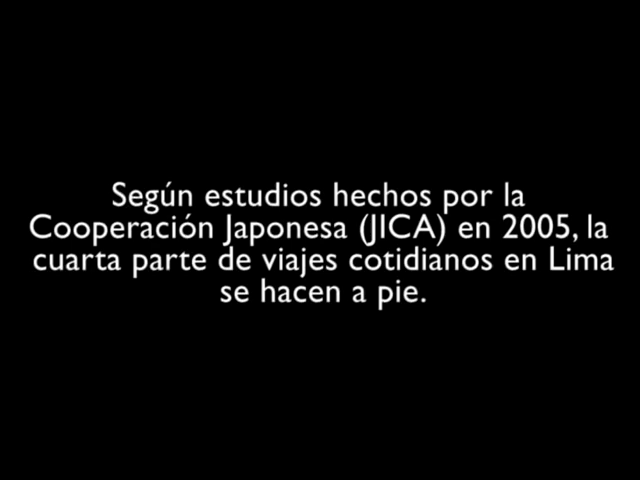 Según estudios hechos por la
Cooperación Japonesa (JICA) en 2005, la
cuarta parte de viajes cotidianos en Lima
se hacen a pie.